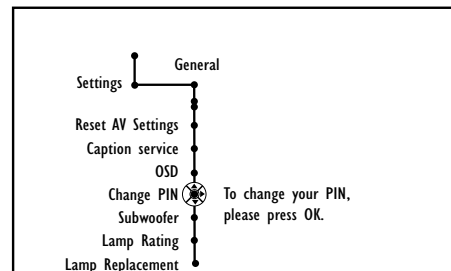 General
Settings
Reset AV Settings
Caption service
OSD
Change PIN To change your PIN,
please press OK.
Subwoofer
Lamp Rating
Lamp Replacement